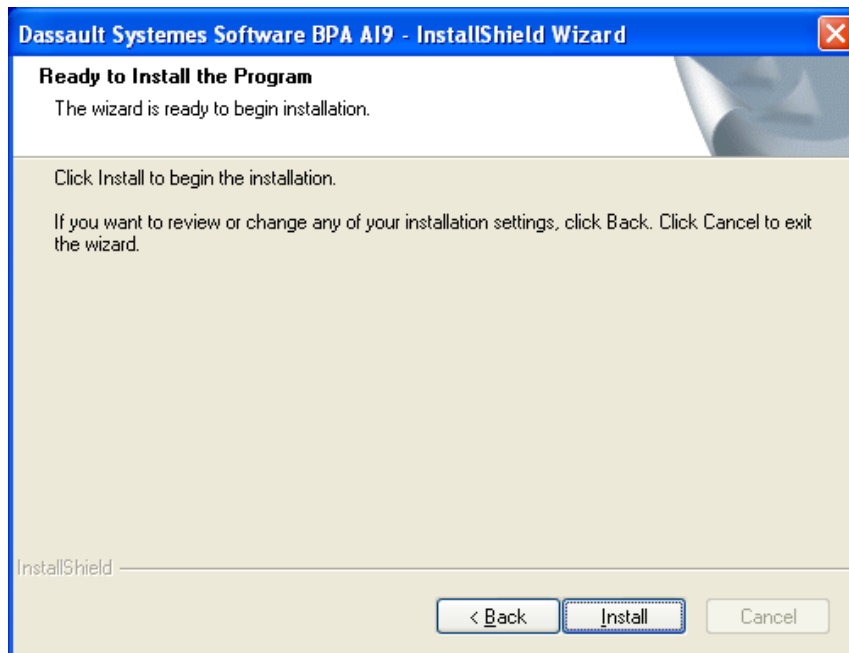 Dassault Systemes Software BPA AI9 - InstallShield Wizard
Ready to Install the Program
The wizard is ready to begin installation.
Click Install to begin the installation.
If you want to review or change any of your installation settings, click Back. Click Cancel to exit
the wizard.
InstallShield
< Back
Install
Cancel